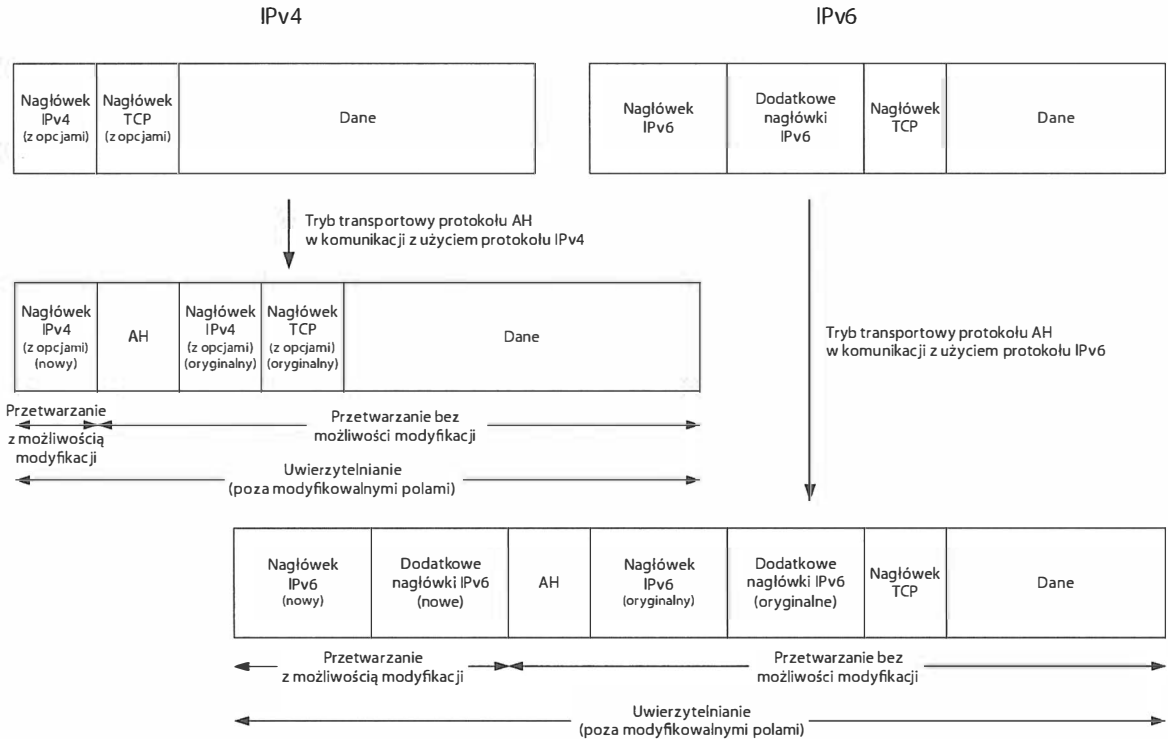 IPv4
IPv6
Nagłówek
IPv4
(z opcjami)
Nagłówek
TCP
(z opcjami)
Dane
Nagłówek
IPv6
Dodatkowe
nagłówki
IPv6
Nagłówek
TCP
Dane
Tryb transportowy protokołu AH
w komunikacji z użyciem protokołu IPv4
Nagłówek
IPv4
(z opcjami)
(nowy)
AH
Nagłówek
IPv4
(z opcjami)
(oryginalny)
Nagłówek
TCP
(z opcjami)
(oryginalny)
Dane
Tryb transportowy protokołu AH
w komunikacji z użyciem protokołu IPv6
Przetwarzanie
z możliwością
modyfikacji
Przetwarzanie bez
możliwości modyfikacji
Uwierzytelnianie
(poza modyfikowalnymi polami)
Nagłówek
IPv6
(nowy)
Dodatkowe
nagłówki IPv6
(nowe)
AH
Nagłówek
IPv6
(oryginalny)
Dodatkowe
nagłówki IPv6
(oryginalne)
Nagłówek
TCP
Dane
Przetwarzanie
z możliwością modyfikacji
Przetwarzanie bez
możliwości modyfikacji
Uwierzytelnianie
(poza modyfikowalnymi polami)